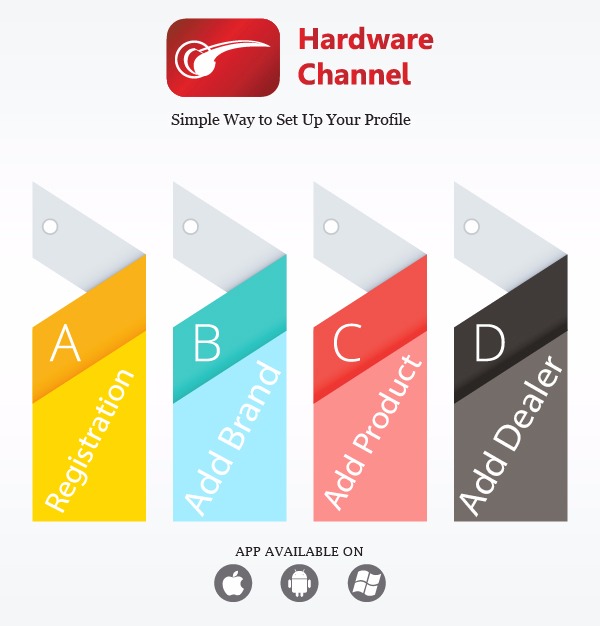 Hardware
Channel
Simple Way to Set Up Your Profile
A
B
C
D
Registration
Add Brand
Add Product
Add Dealer
APP AVAILABLE ON